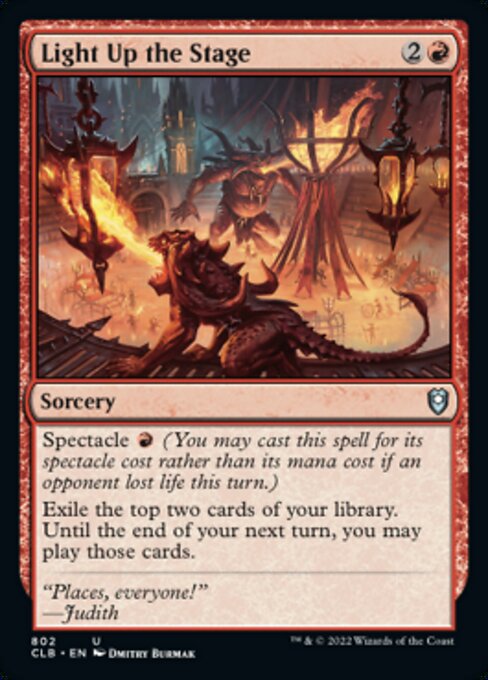 Light Up the Stage 2
Sorcery
Spectacle (You may cast this spell for its
spectacle cost rather than its mana cost if an
opponent lost life this turn.)
Exile the top two cards of your library.
Until the end of your next turn, you may
play those cards.
“Places, everyone!”
—Judith
802 U
CLB • EN Dmitry Burmak
™ & © 2022 Wizards of the Coast